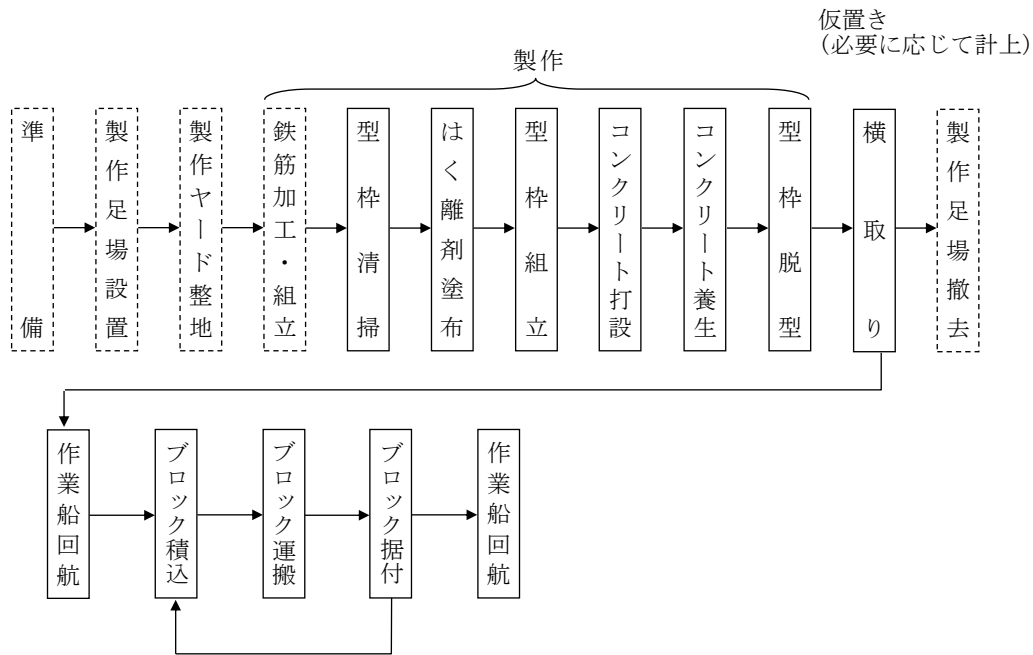 仮置き
(必要に応じて計上)
製作
準備
製作足場設置
製作ヤード整地
鉄筋加工・組立
型枠清掃
はく離剤塗布
型枠組立
コンクリート打設
コンクリート養生
型枠脱型
横取り
製作足場撤去
作業船回航
ブロック積込
ブロック運搬
ブロック据付
作業船回航